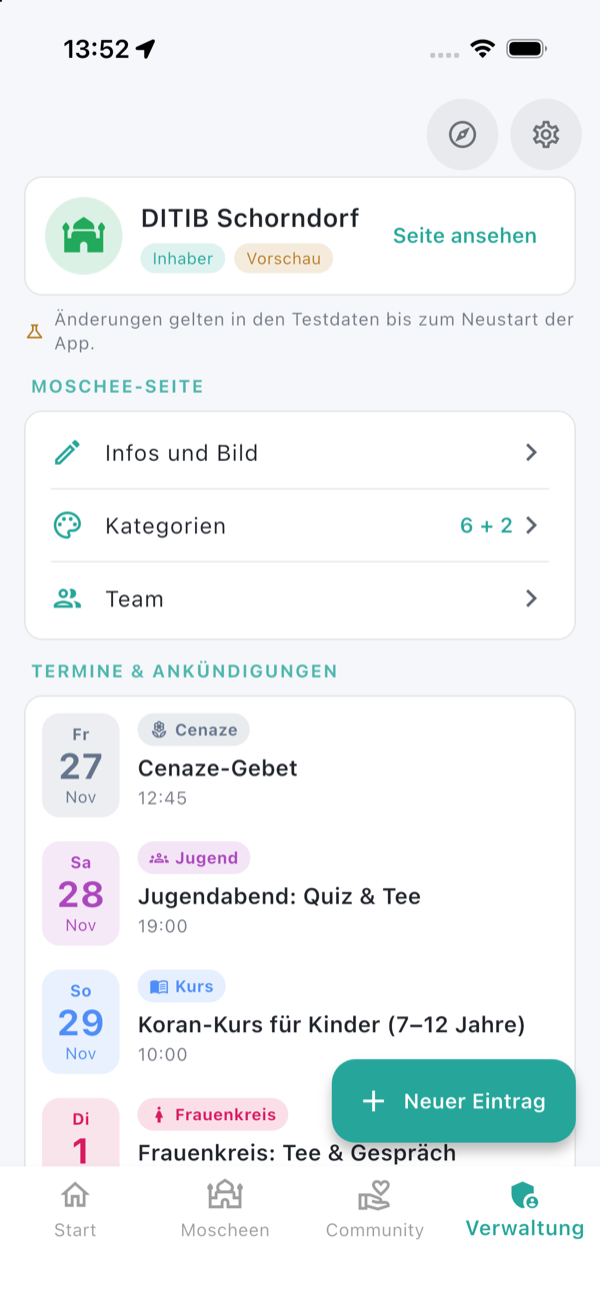 13:52
DITIB Schorndorf
Inhaber
Vorschau
Seite ansehen
Änderungen gelten in den Testdaten bis zum Neustart der
App.
MOSCHEE-SEITE
Infos und Bild
Kategorien
6 + 2
Team
TERMINE & ANKÜNDIGUNGEN
Fr
27
Nov
Cenaze
Cenaze-Gebet
12:45
Sa
28
Nov
Jugend
Jugendabend: Quiz & Tee
19:00
So
29
Nov
Kurs
Koran-Kurs für Kinder (7–12 Jahre)
10:00
Di
1
Frauenkreis
Frauenkreis: Tee & Gespräch
Neuer Eintrag
Start
Moscheen
Community
Verwaltung